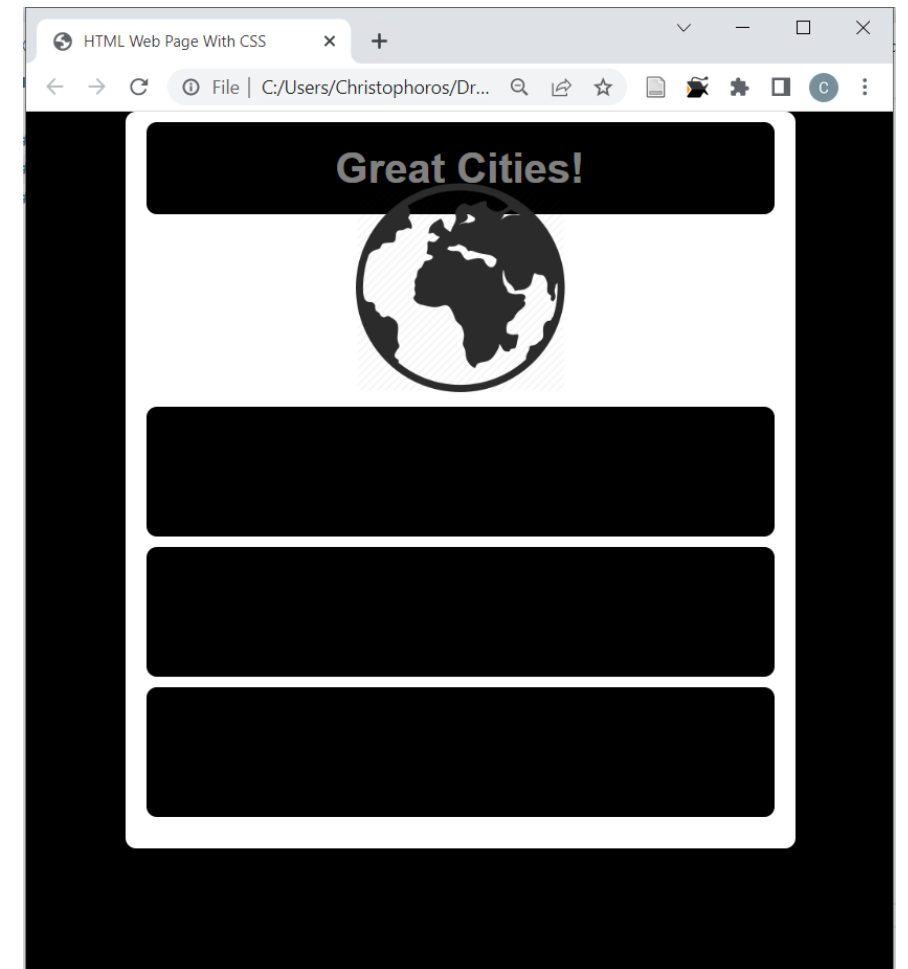 HTML Web Page With CSS
File | C:/Users/Christophoros/Dr...
C
Great Cities!